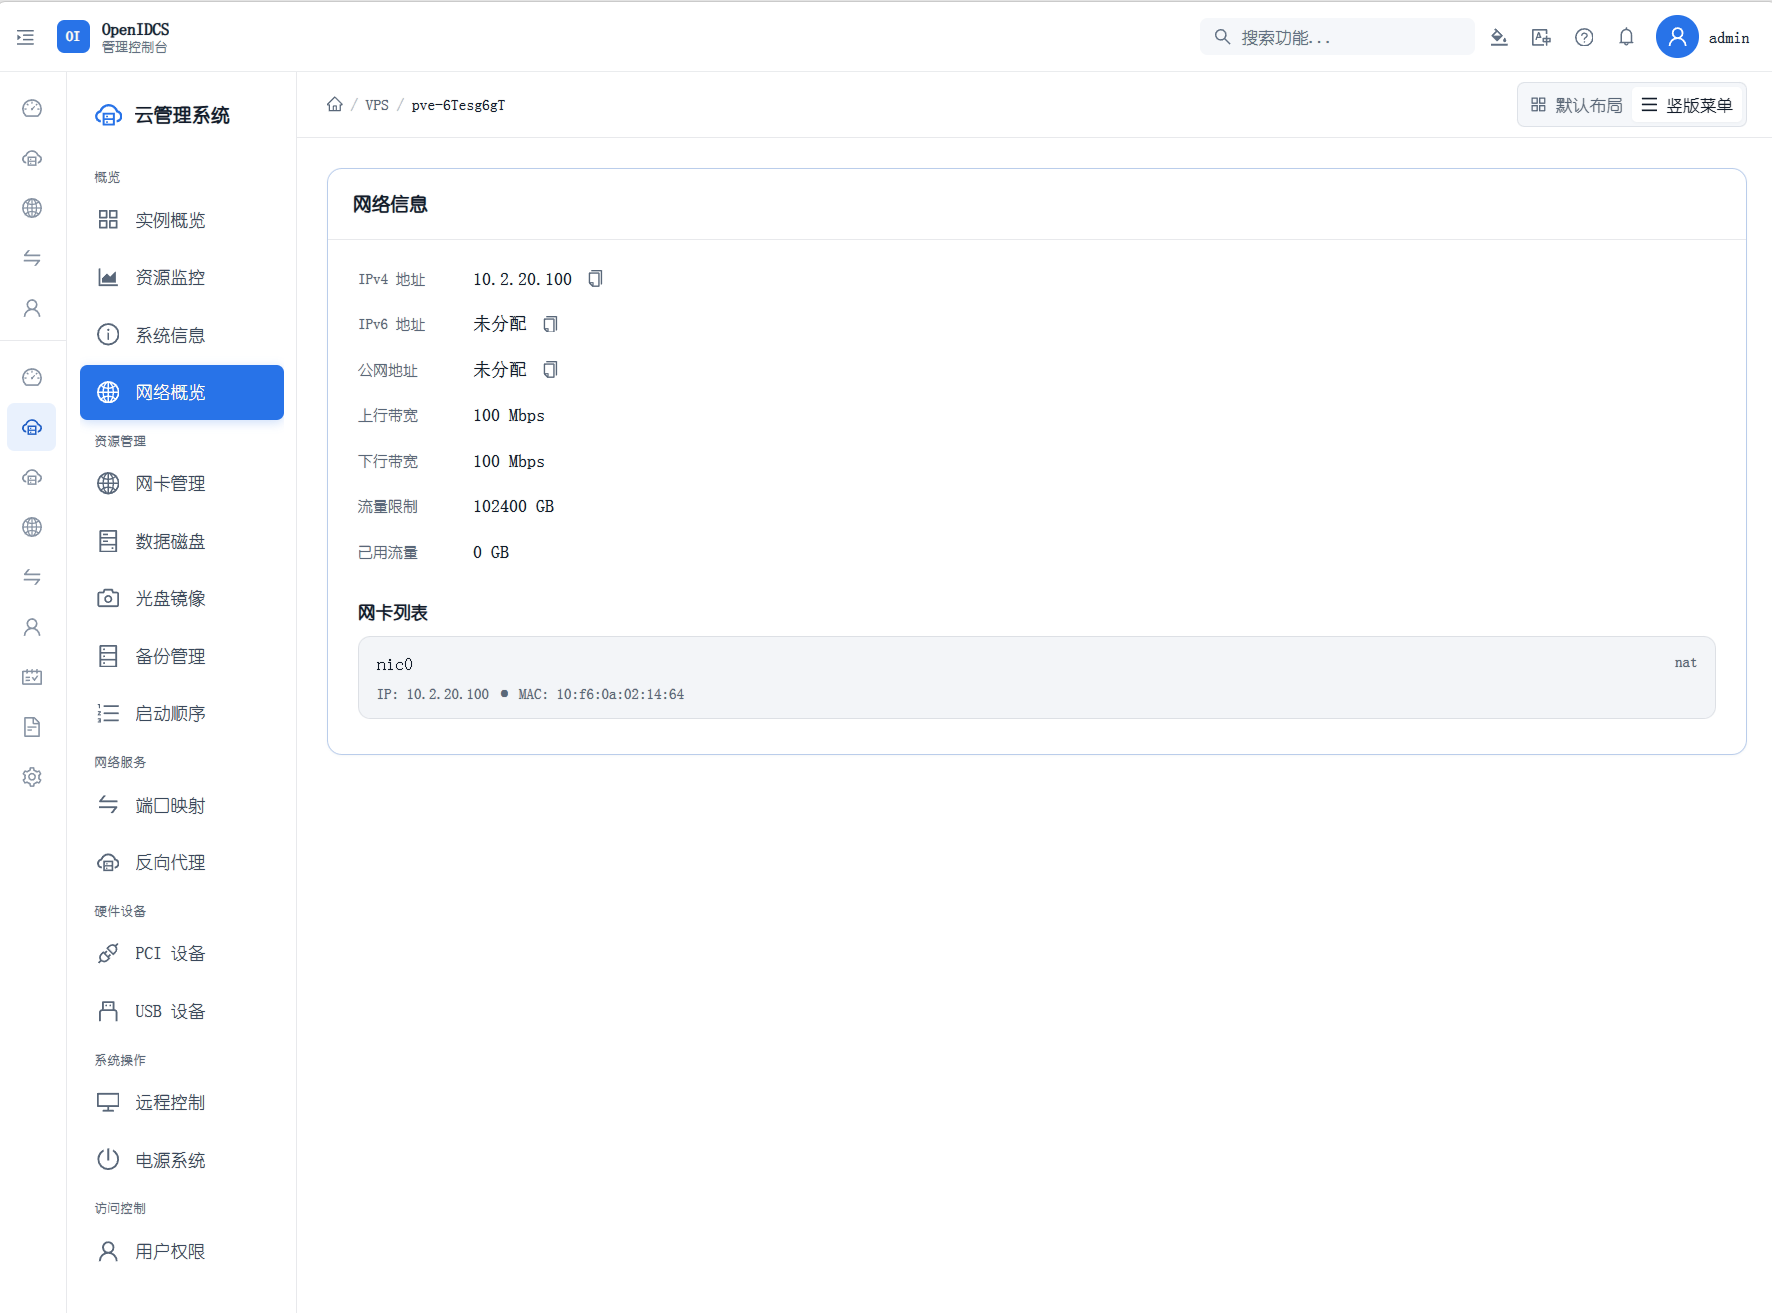 OI
OpenIDCS
管理控制台
搜索功能...
admin
云管理系统
概览
实例概览
资源监控
系统信息
网络概览
资源管理
网卡管理
数据磁盘
光盘镜像
备份管理
启动顺序
网络服务
端口映射
反向代理
硬件设备
PCI 设备
USB 设备
系统操作
远程控制
电源系统
访问控制
用户权限
/ VPS / pve-6Tesg6gT
默认布局
竖版菜单
网络信息
IPv4 地址 10.2.20.100
IPv6 地址 未分配
公网地址 未分配
上行带宽 100 Mbps
下行带宽 100 Mbps
流量限制 102400 GB
已用流量 0 GB
网卡列表
nic0
nat
IP: 10.2.20.100 ● MAC: 10:f6:0a:02:14:64